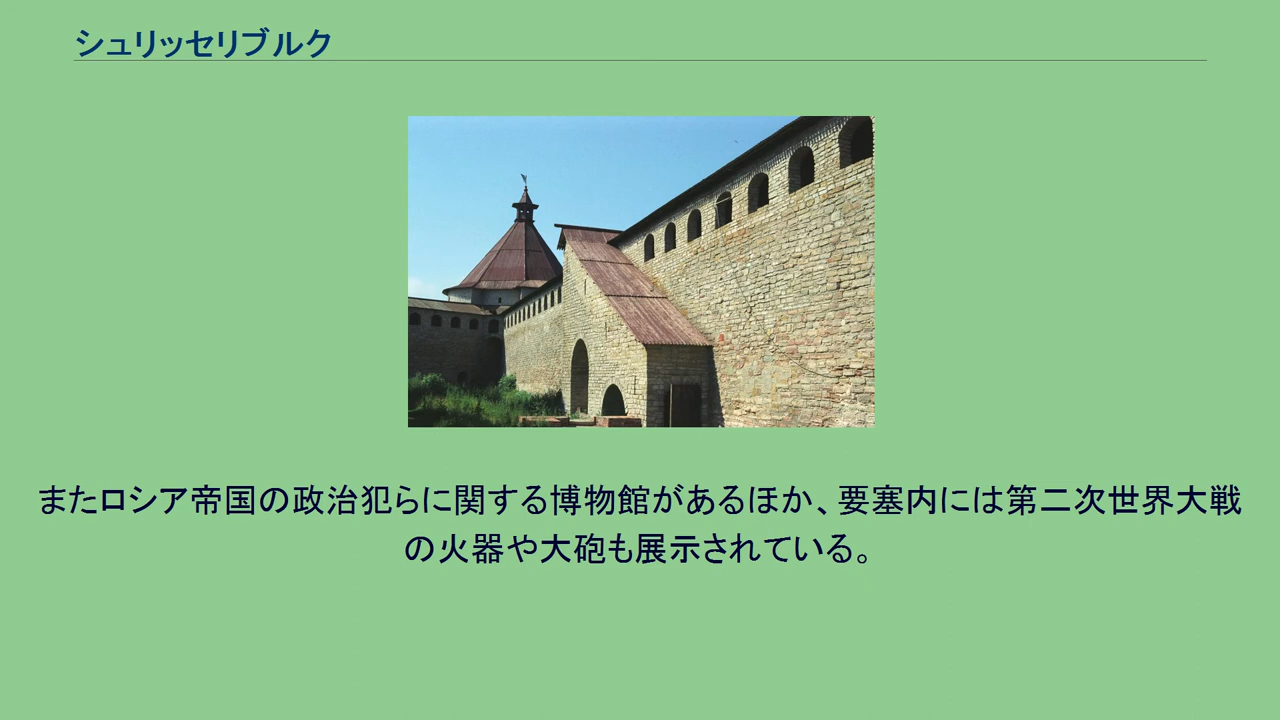 シュリッセリブルク
またロシア帝国の政治犯らに関する博物館があるほか、要塞内には第二次世界大戦
の火器や大砲も展示されている。